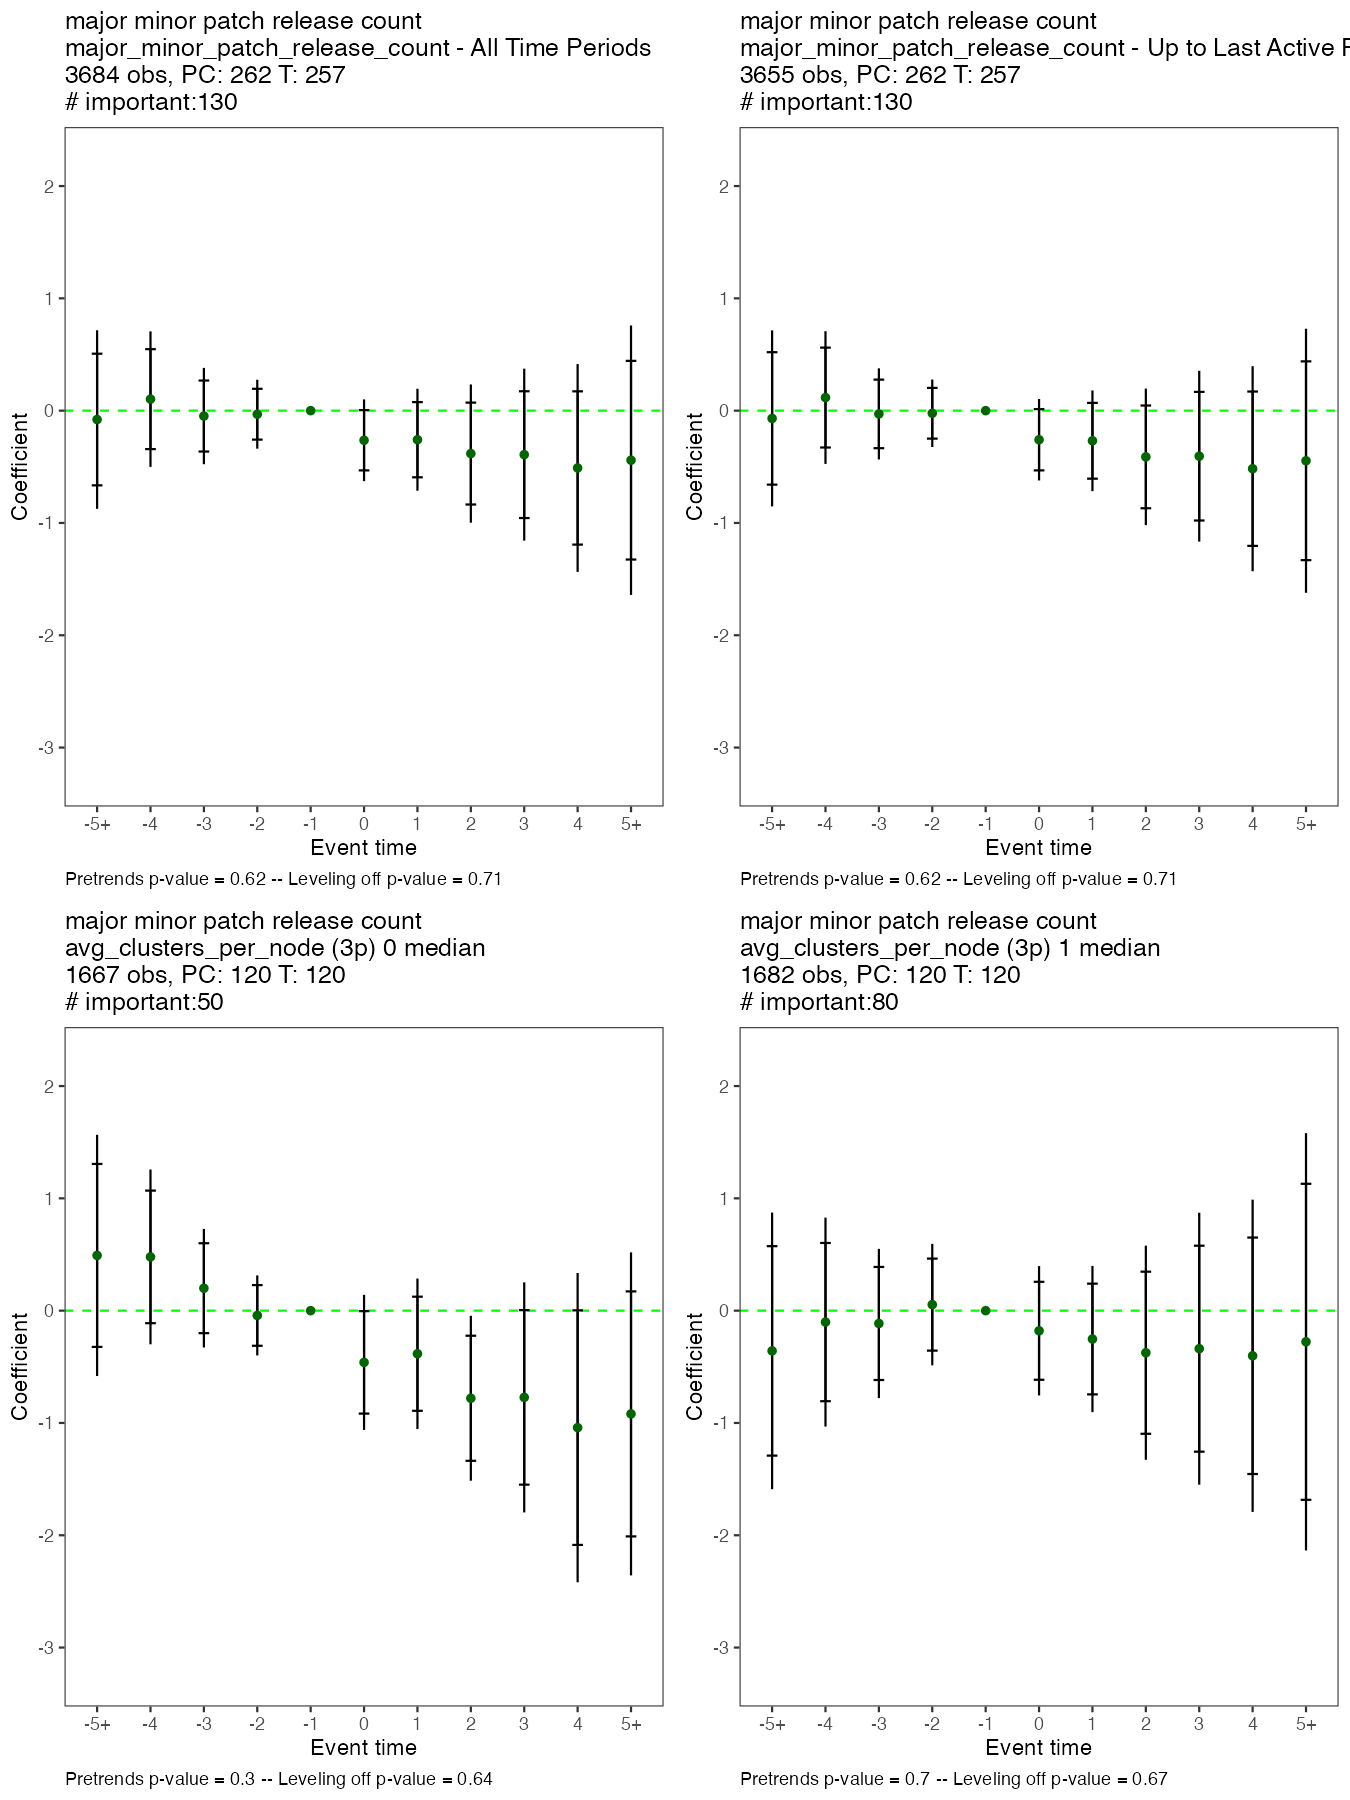 major minor patch release count
major_minor_patch_release_count - All Time Periods
3684 obs, PC: 262 T: 257
# important:130
2
1
0
-1
-2
-3
Coefficient
-5+ -4 -3 -2 -1 0 1 2 3 4 5+
Event time
Pretrends p-value = 0.62 -- Leveling off p-value = 0.71
major minor patch release count
major_minor_patch_release_count - Up to Last Active
3655 obs, PC: 262 T: 257
# important:130
2
1
0
-1
-2
-3
Coefficient
-5+ -4 -3 -2 -1 0 1 2 3 4 5+
Event time
Pretrends p-value = 0.62 -- Leveling off p-value = 0.71
major minor patch release count
avg_clusters_per_node (3p) 0 median
1667 obs, PC: 120 T: 120
# important:50
2
1
0
-1
-2
-3
Coefficient
-5+ -4 -3 -2 -1 0 1 2 3 4 5+
Event time
Pretrends p-value = 0.3 -- Leveling off p-value = 0.64
major minor patch release count
avg_clusters_per_node (3p) 1 median
1682 obs, PC: 120 T: 120
# important:80
2
1
0
-1
-2
-3
Coefficient
-5+ -4 -3 -2 -1 0 1 2 3 4 5+
Event time
Pretrends p-value = 0.7 -- Leveling off p-value = 0.67